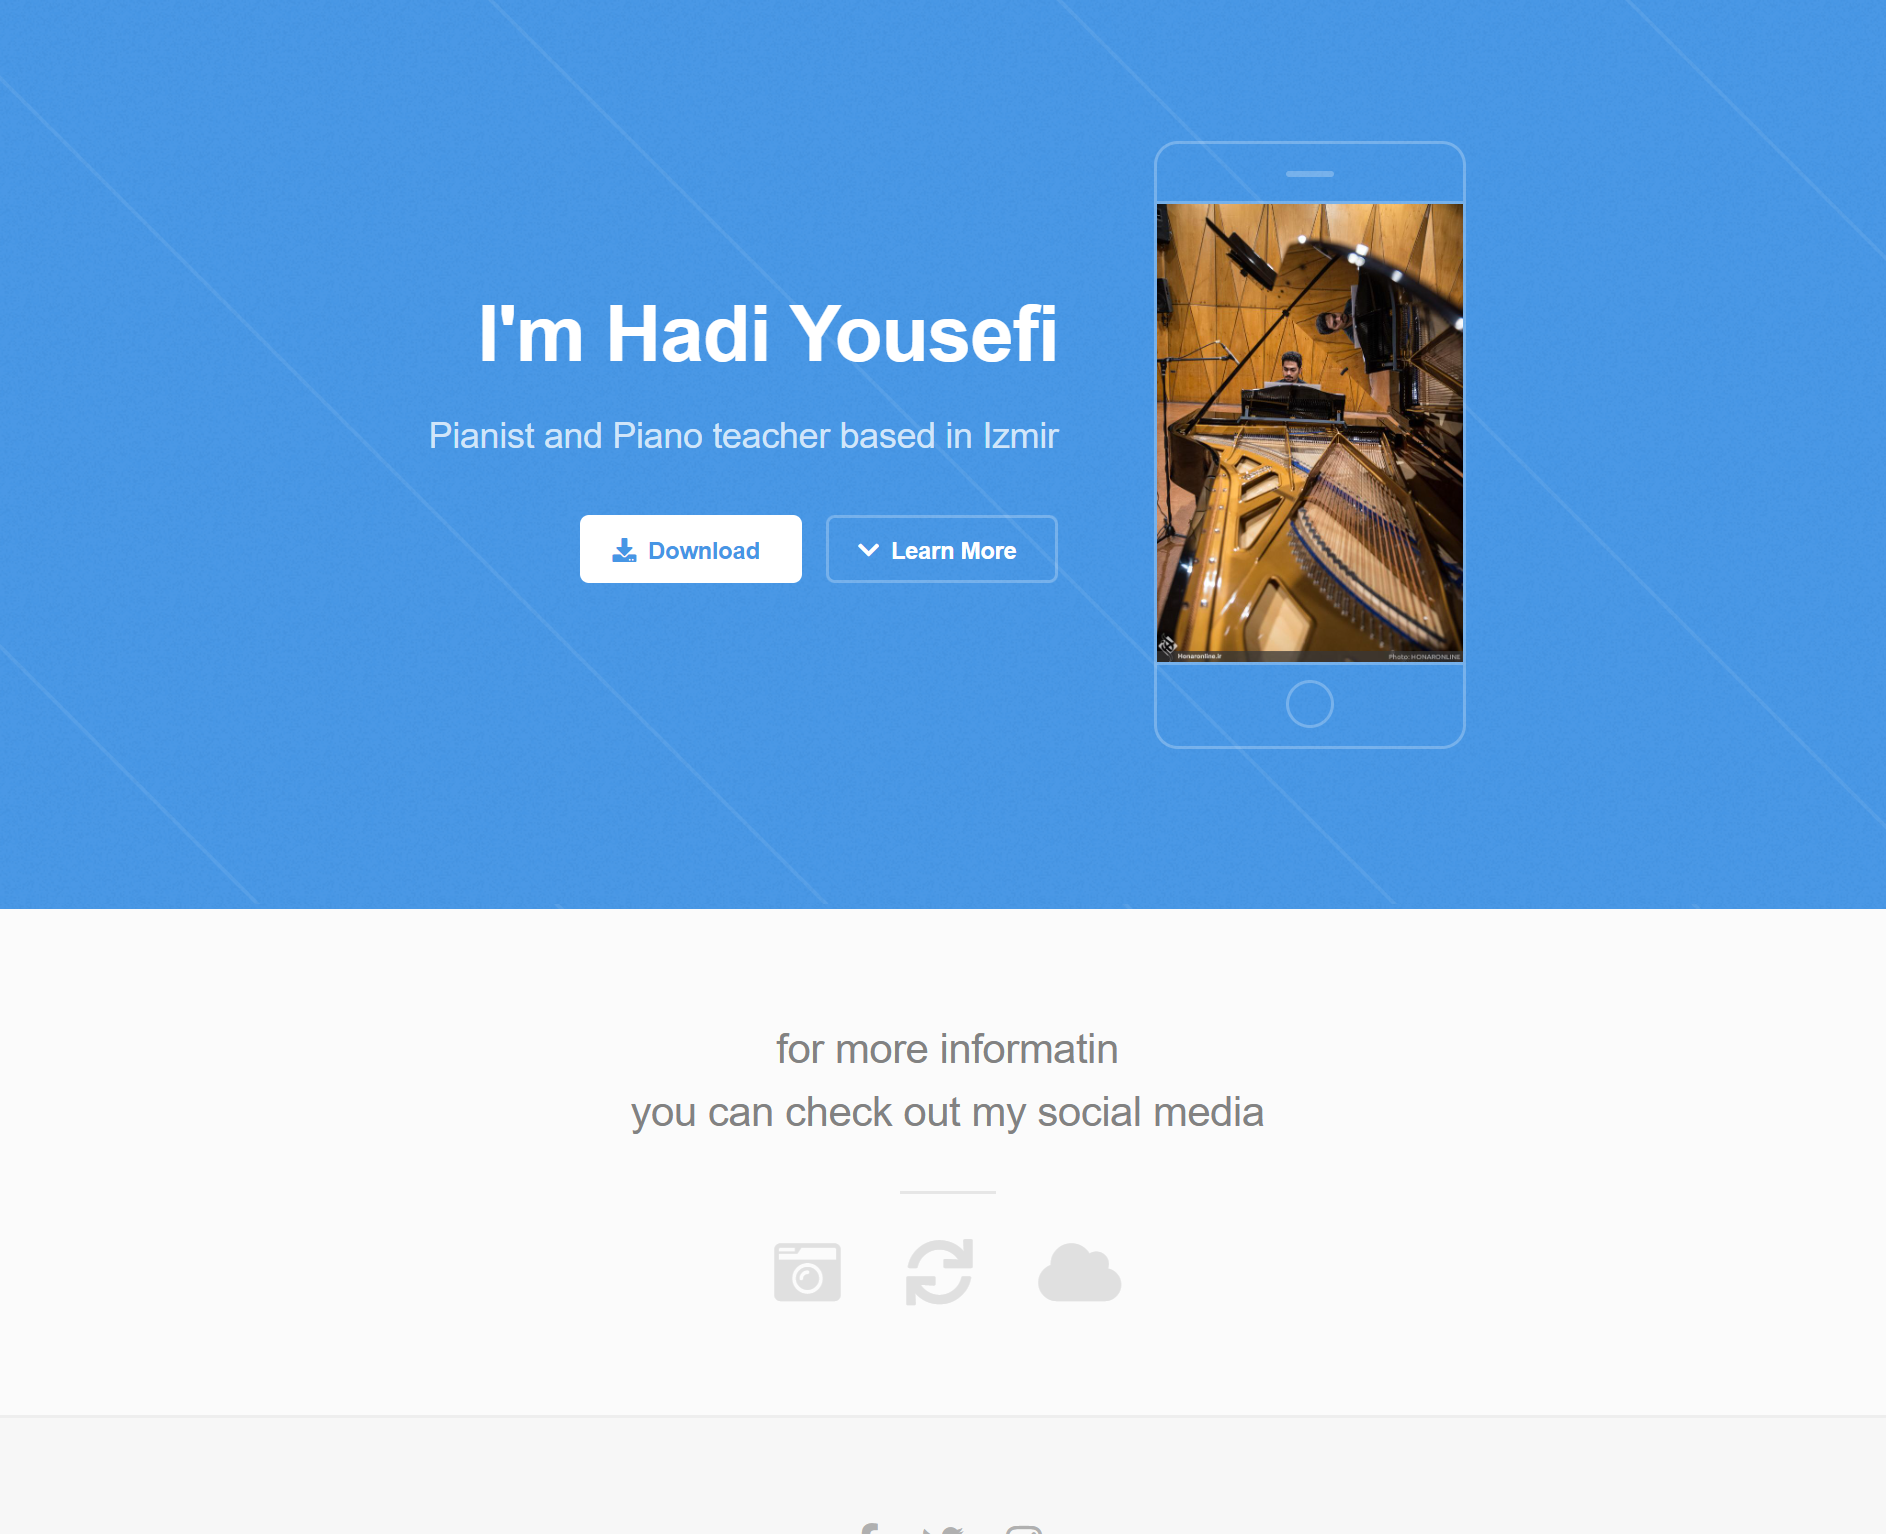 I'm Hadi Yousefi
Pianist and Piano teacher based in Izmir
Download
Learn More
Honaronline.ir
Photo: HONARONLINE
for more informatin
you can check out my social media